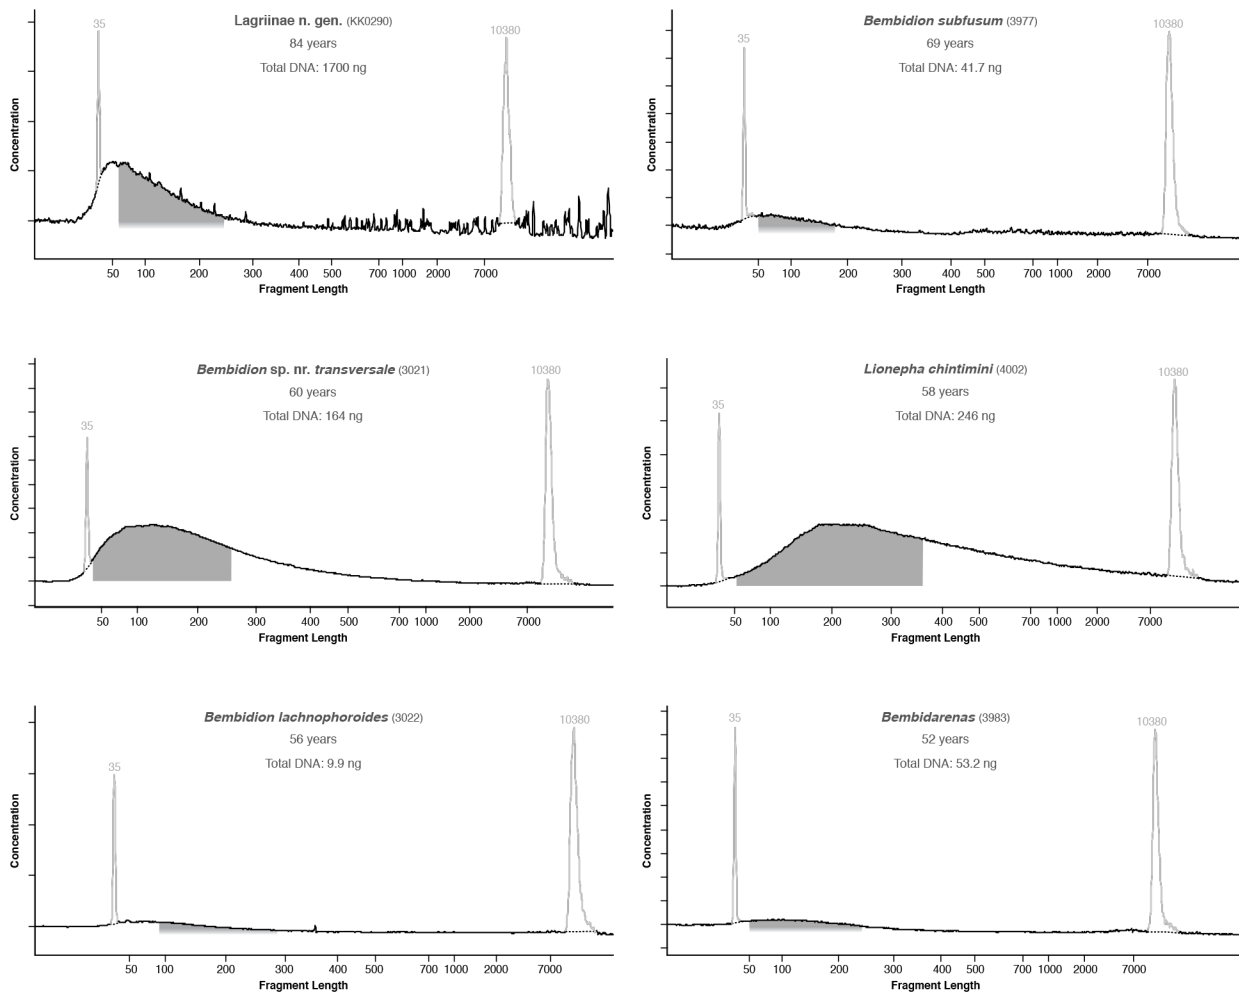 Lagriinae n. gen. (KK0290)
84 years
Total DNA: 1700 ng
35
10380
Concentration
50 100 200 300 400 500 700 1000 2000 7000
Fragment Length
Bembidion subfusum (3977)
69 years
Total DNA: 41.7 ng
35
10380
Concentration
50 100 200 300 400 500 700 1000 2000 7000
Fragment Length
Bembidion sp. nr. transversale (3021)
60 years
Total DNA: 164 ng
35
10380
Concentration
50 100 200 300 400 500 700 1000 2000 7000
Fragment Length
Lionepha chintimini (4002)
58 years
Total DNA: 246 ng
35
10380
Concentration
50 100 200 300 400 500 700 1000 2000 7000
Fragment Length
Bembidion lachnophoroides (3022)
56 years
Total DNA: 9.9 ng
35
10380
Concentration
50 100 200 300 400 500 700 1000 2000 7000
Fragment Length
Bembidarenas (3983)
52 years
Total DNA: 53.2 ng
35
10380
Concentration
50 100 200 300 400 500 700 1000 2000 7000
Fragment Length